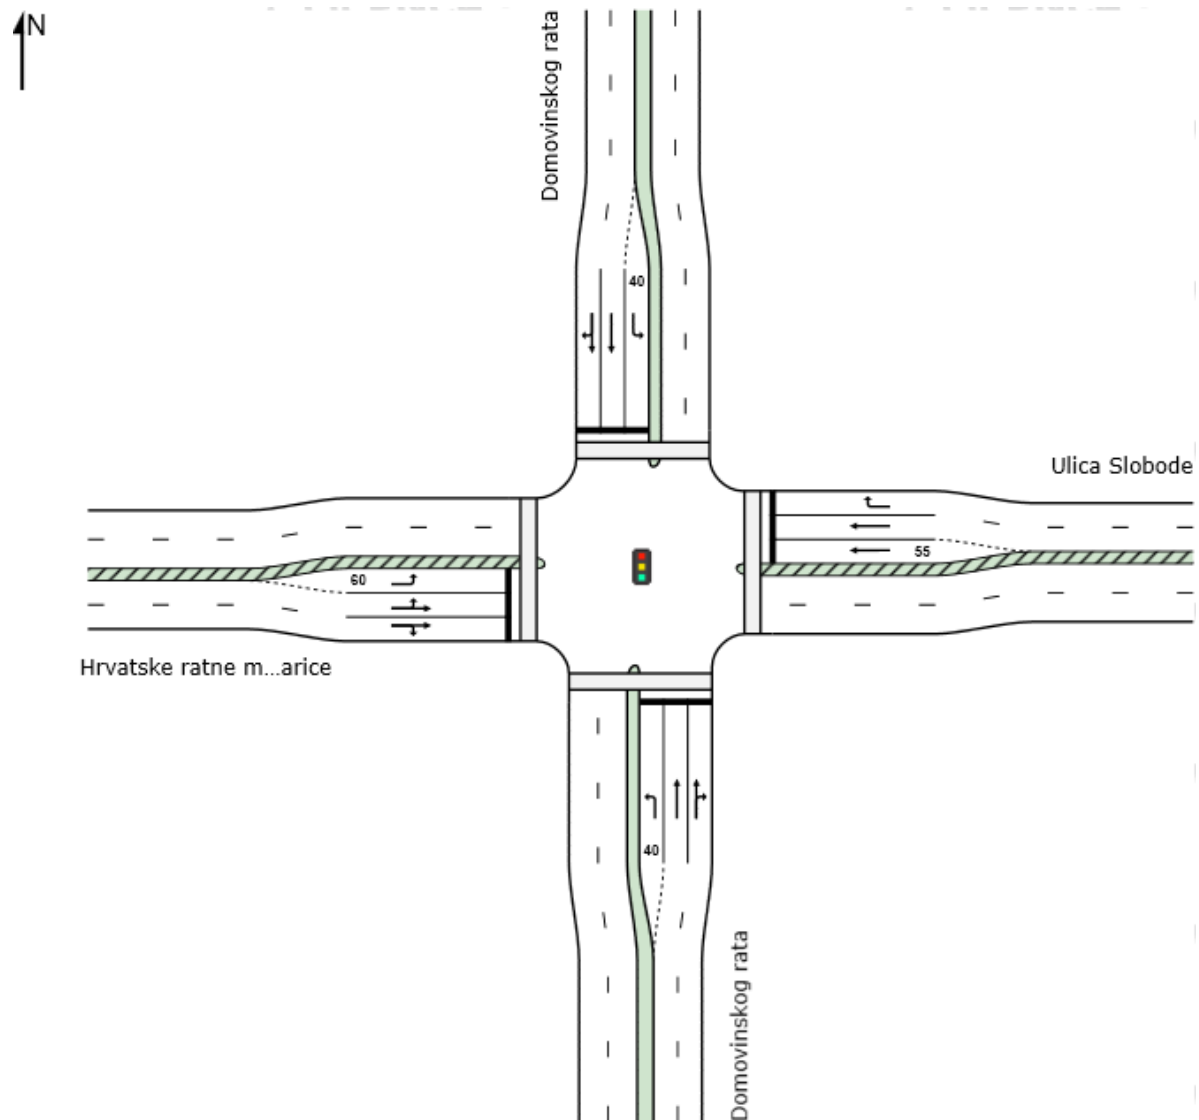 N
Domovinskog rata
40
Ulica Slobode
55
60
Hrvatske ratne m...arice
40
Domovinskog rata